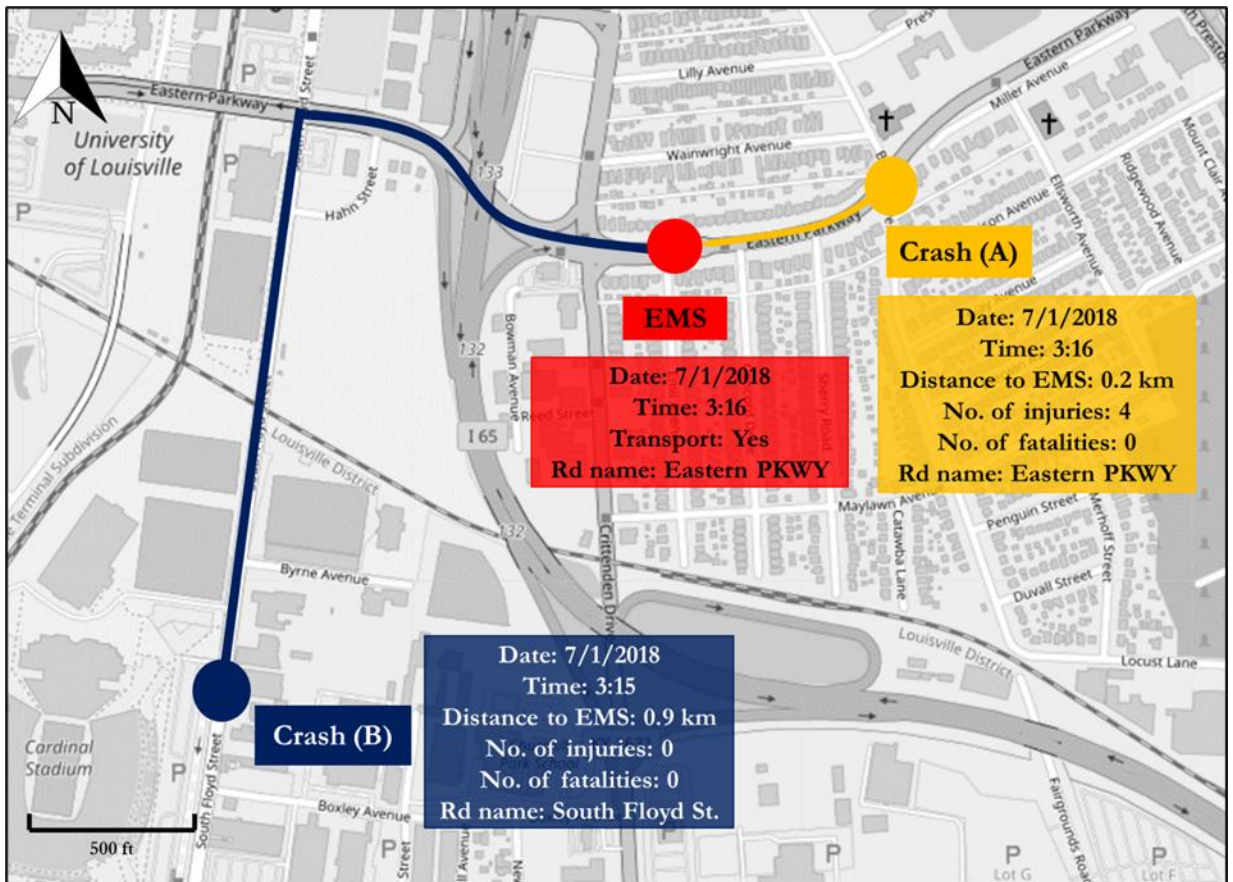 Lilly Avenue
Eastern Parkway
Miller Avenue
N
Eastern Parkway
University
of Louisville
P
P
Wainwright Avenue
Hahn Street
133
Mount Clair
Ridgewood Avenue
Ellsworth Avenue
Eastern Parkway
Crash (A)
EMS
Date: 7/1/2018
Time: 3:16
Distance to EMS: 0.2 km
No. of injuries: 4
No. of fatalities: 0
Rd name: Eastern PKWY
Date: 7/1/2018
Time: 3:16
Transport: Yes
Rd name: Eastern PKWY
Bowman Avenue
Reed Street
Sherry Road
132
I 65
P
Terminal Subdivision
Louisville District
132
Maylawn Avenue
Catawba Lane
Penguin Street
Merhoff Street
Duvall Street
Crittenden Drive
Byrne Avenue
Louisville District
Locust Lane
Date: 7/1/2018
Time: 3:15
Distance to EMS: 0.9 km
No. of injuries: 0
No. of fatalities: 0
Rd name: South Floyd St.
Crash (B)
Cardinal
Stadium
P
South Floyd Street
Boxley Avenue
Street
500 ft
P
P
P
P
P
Lot G
Lot F
Fairgrounds Road